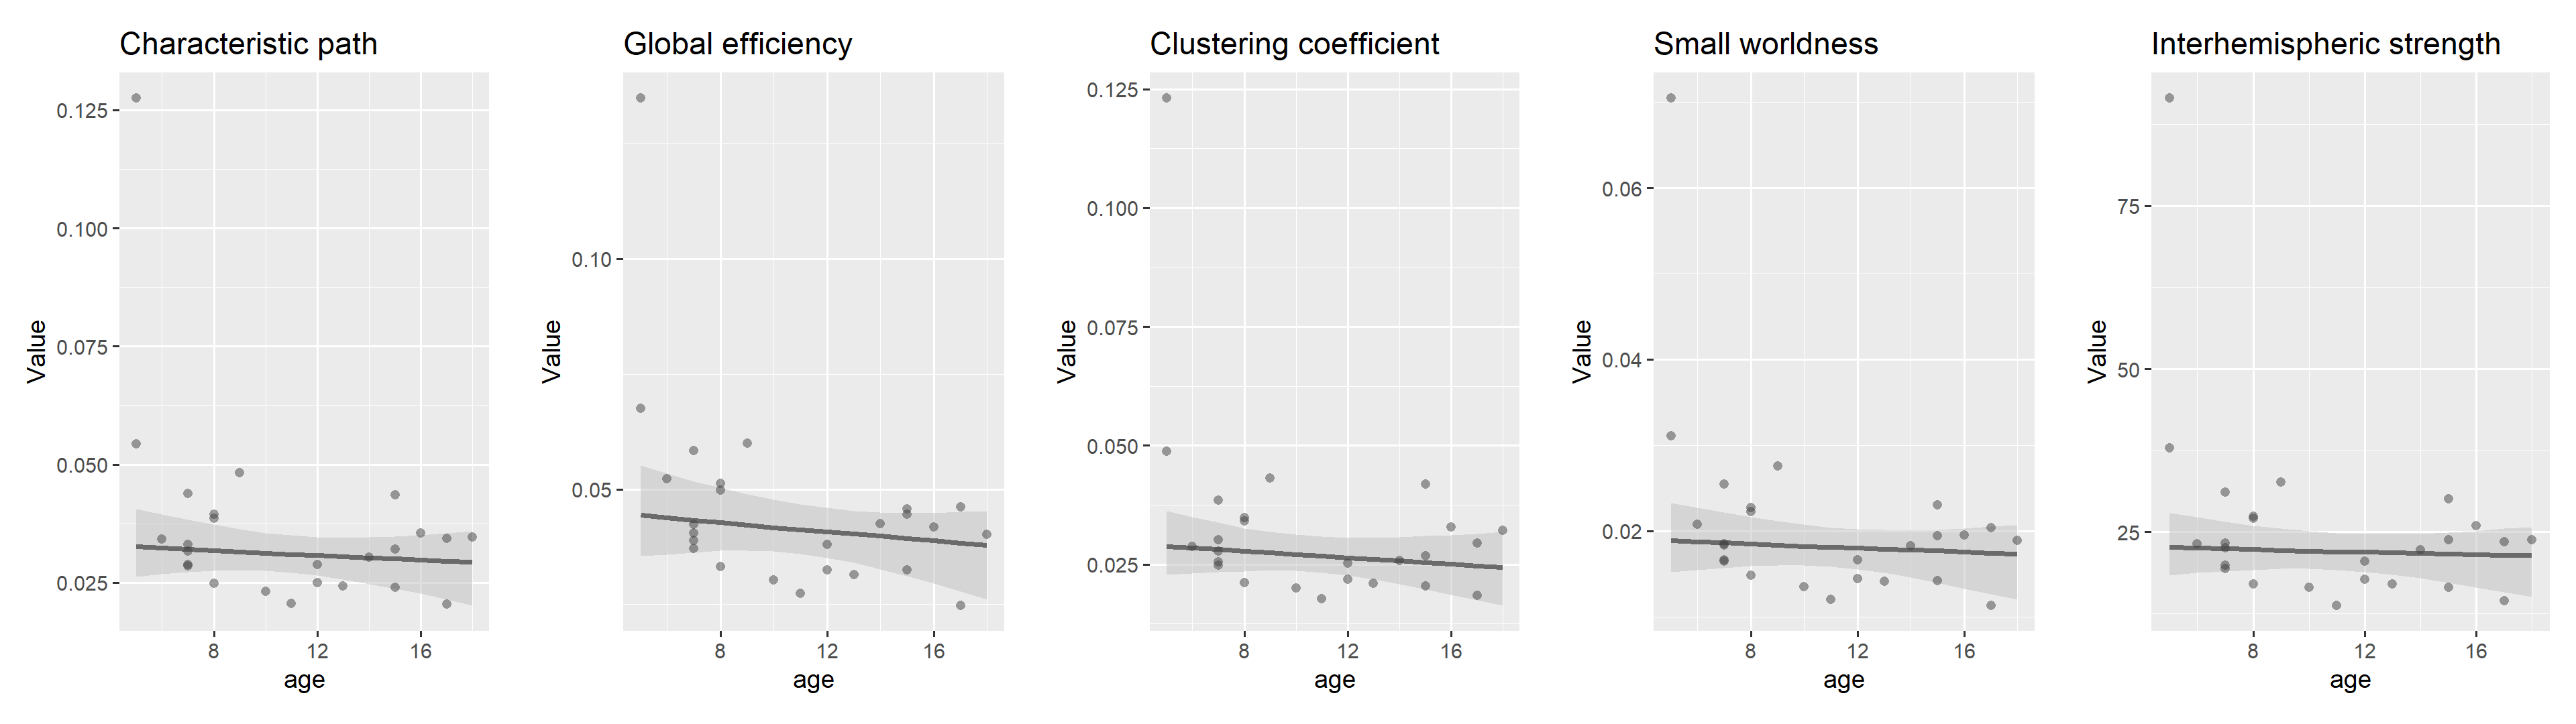 Characteristic path
Value
0.125
0.100
0.075
0.050
0.025
8 12 16
age
Global efficiency
Value
0.10
0.05
8 12 16
age
Clustering coefficient
Value
0.125
0.100
0.075
0.050
0.025
8 12 16
age
Small worldness
Value
0.06
0.04
0.02
8 12 16
age
Interhemispheric strength
Value
75
50
25
8 12 16
age